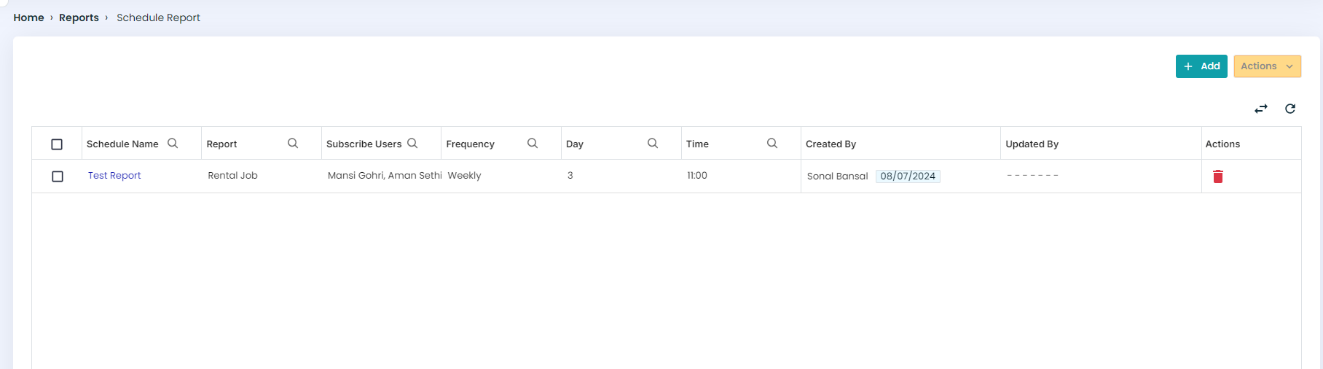 Home › Reports › Schedule Report
+ Add Actions
Schedule Name Report Subscribe Users Frequency Day Time Created By Updated By Actions
Test Report Rental Job Mansi Gohri, Aman Sethi Weekly 3 11:00 Sonal Bansal 08/07/2024 -------